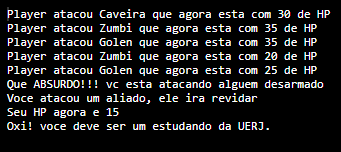 Player atacou Caveira que agora esta com 30 de HP
Player atacou Zumbi que agora esta com 35 de HP
Player atacou Golen que agora esta com 35 de HP
Player atacou Zumbi que agora esta com 20 de HP
Player atacou Golen que agora esta com 25 de HP
Que ABSURDO!!! vc esta atacando alguem desarmado
Voce atacou um aliado, ele ira revidar
Seu HP agora e 15
Oxi! voce deve ser um estudando da UERJ.